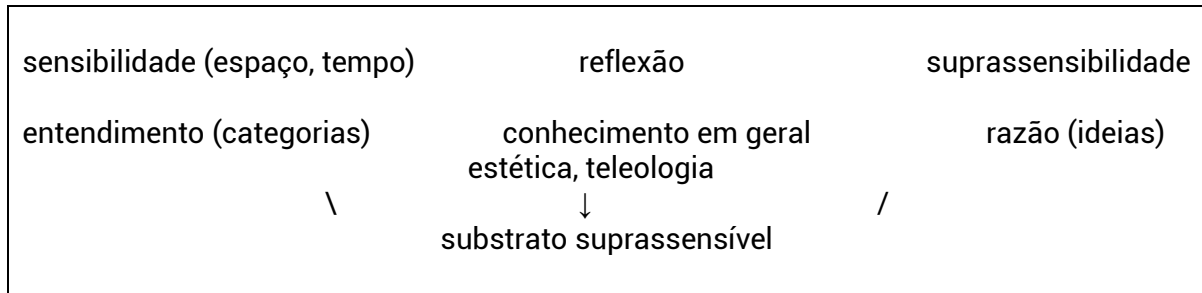 sensibilidade (espaço, tempo) reflexão suprassensibilidade
entendimento (categorias) conhecimento em geral razão (ideias)
estética, teleologia
\ ↓ /
substrato suprassensível